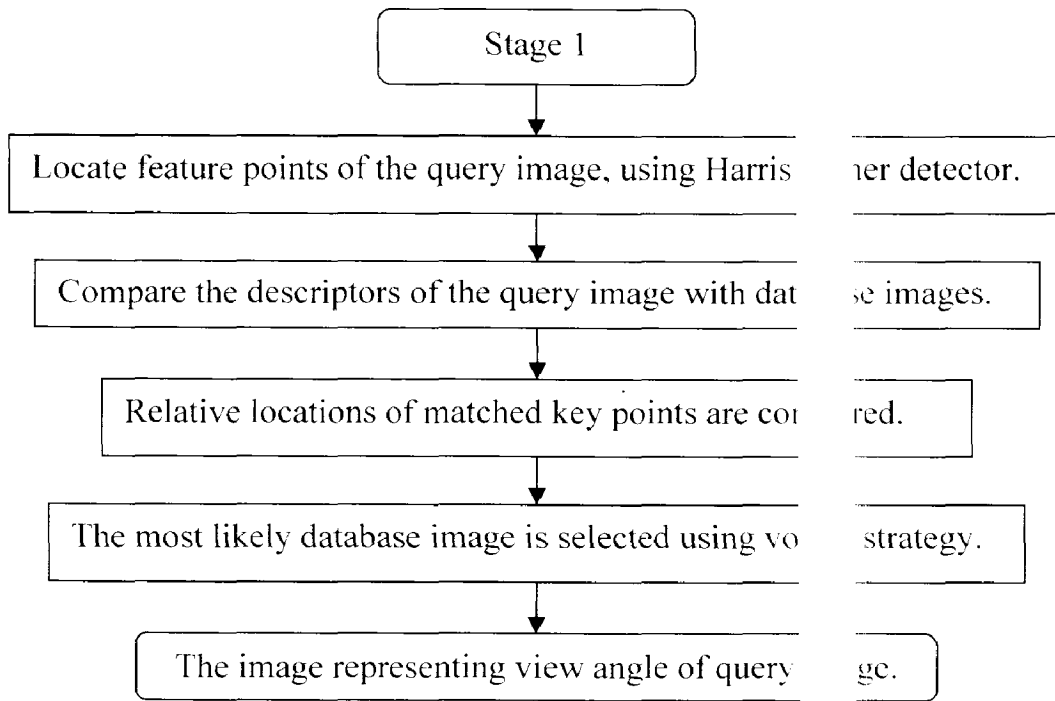 Stage 1
Locate feature points of the query image, using Harris detector.
Compare the descriptors of the query image with images.
Relative locations of matched key points are
The most likely database image is selected using strategy.
The image representing view angle of query